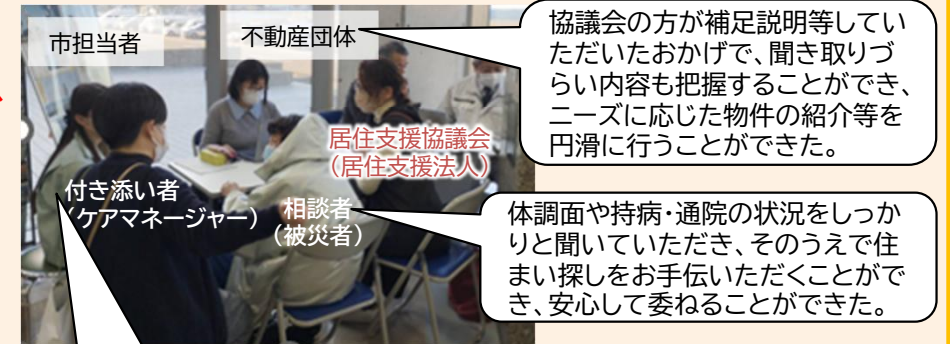 市担当者
不動産団体
協議会の方が補足説明等してい
ただいたおかげで、聞き取りづ
らい内容も把握することができ、
ニーズに応じた物件の紹介等を
円滑に行うことができた。
居住支援協議会
（居住支援法人）
付き添い者
（ケアマネージャー）
相談者
（被災者）
体調面や持病・通院の状況をしっか
りと聞いていただき、そのうえで住
まい探しをお手伝いただくことがで
き、安心して委ねることができた。